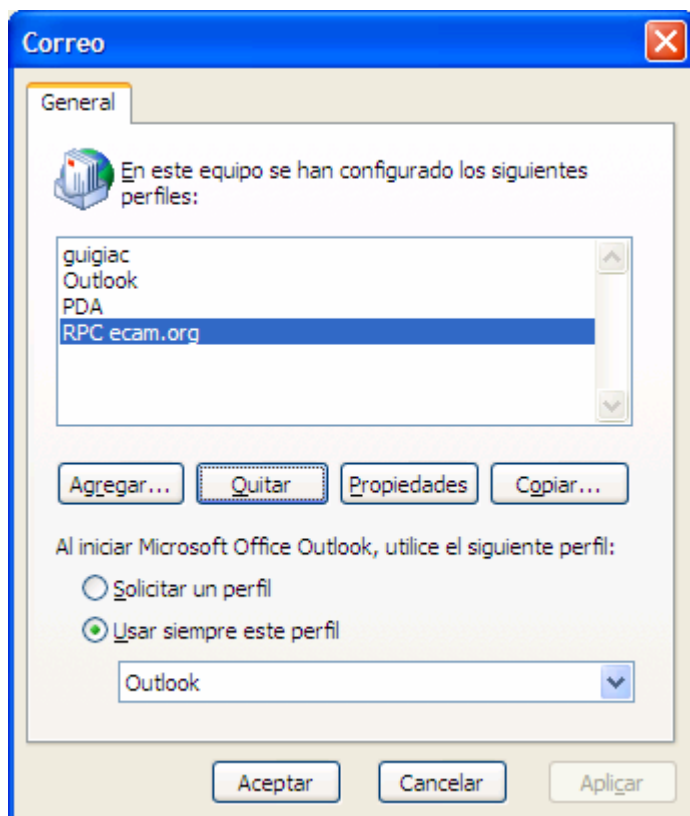 Correo
General
En este equipo se han configurado los siguientes
perfiles:
guigiac
Outlook
PDA
RPC ecam.org
Agregar...
Quitar
Propiedades
Copiar...
Al iniciar Microsoft Office Outlook, utilice el siguiente perfil:
Solicitar un perfil
Usar siempre este perfil
Outlook
Aceptar
Cancelar
Aplicar